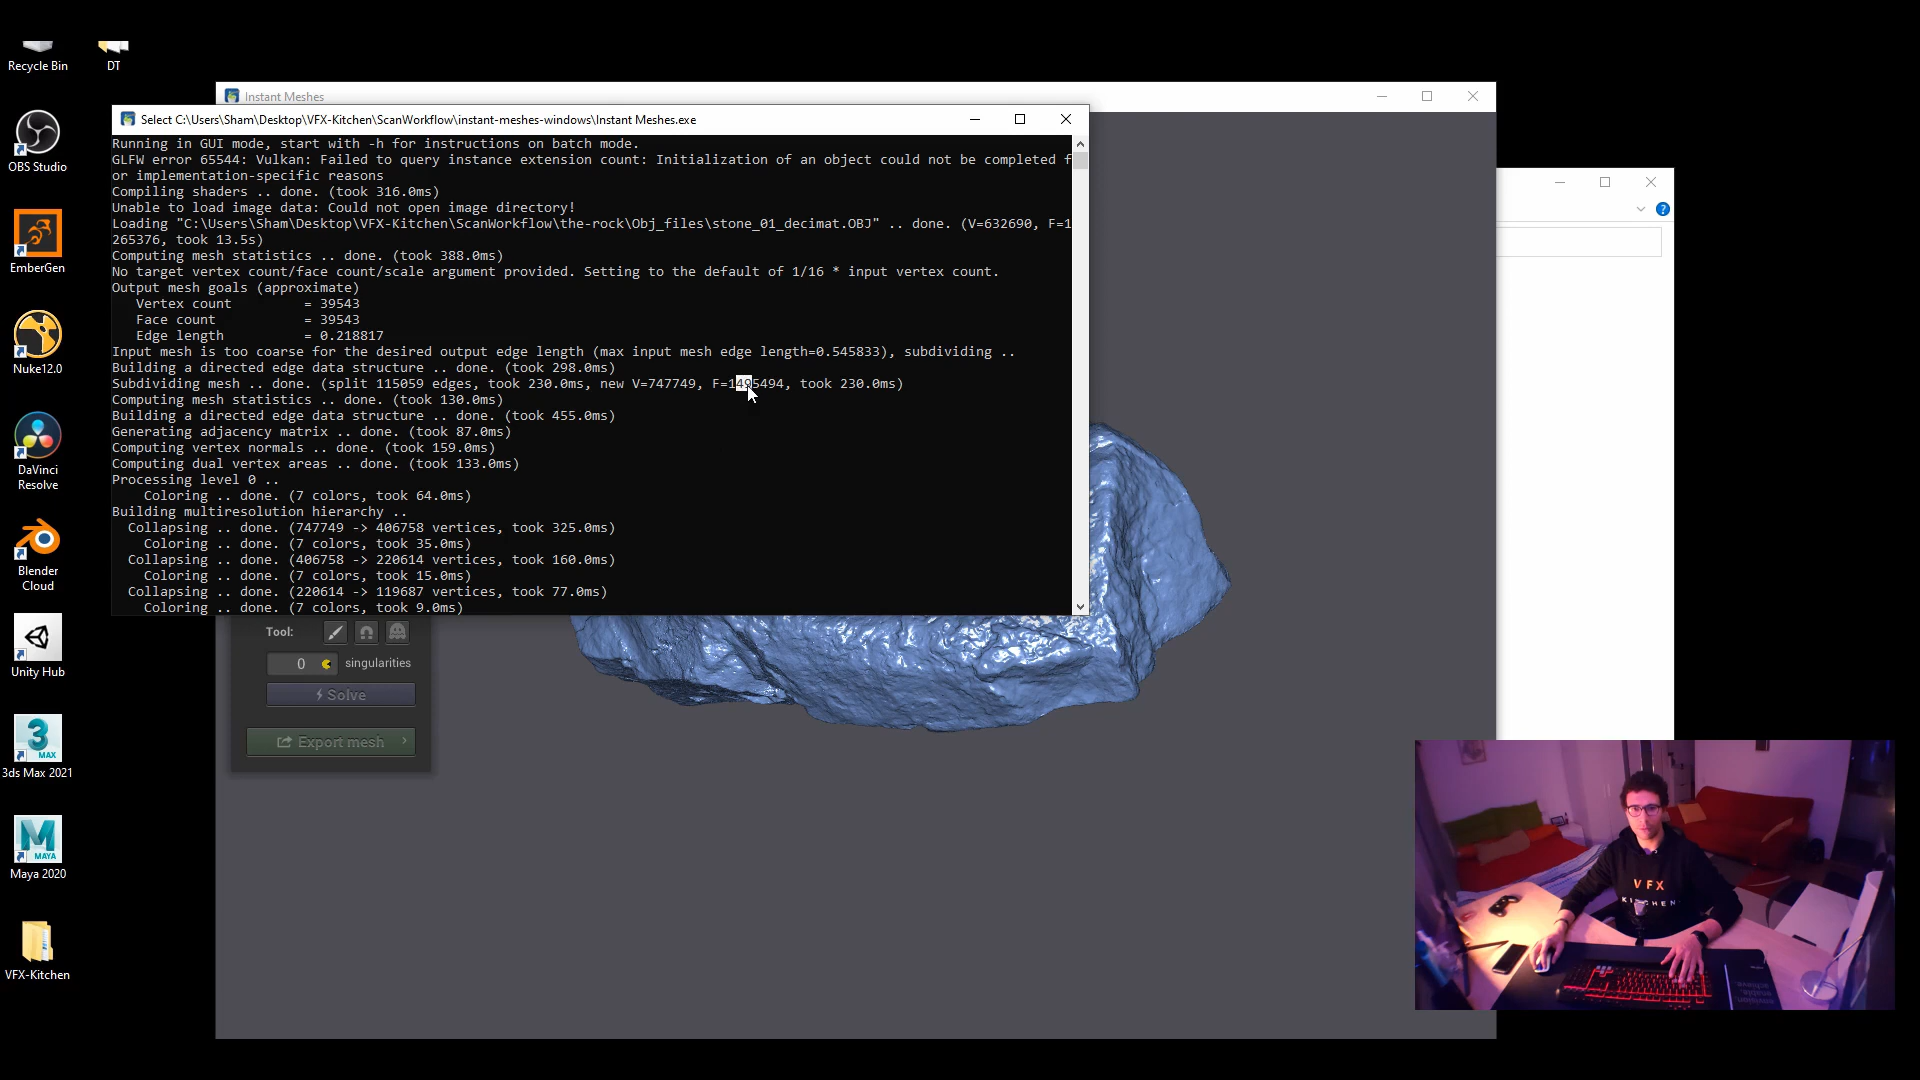 Recycle Bin
DT
OBS Studio
EmberGen
Nuke12.0
DaVinci
Resolve
Blender
Cloud
Unity Hub
3ds Max 2021
Maya 2020
VFX-Kitchen
Instant Meshes
Select C:\Users\Sham\Desktop\VFX-Kitchen\ScanWorkflow\instant-meshes-windows\Instant Meshes.exe
Running in GUI mode, start with -h for instructions on batch mode.
GLFW error 65544: Vulkan: Failed to query instance extension count: Initialization of an object could not be completed f
or implementation-specific reasons
Compiling shaders .. done. (took 316.0ms)
Unable to load image data: Could not open image directory!
Loading "C:\Users\Sham\Desktop\VFX-Kitchen\ScanWorkflow\the-rock\Obj_files\stone_01_decimat.OBJ" .. done. (V=632690, F=1
265376, took 13.5s)
Computing mesh statistics .. done. (took 388.0ms)
No target vertex count/face count/scale argument provided. Setting to the default of 1/16 * input vertex count.
Output mesh goals (approximate)
Vertex count = 39543
Face count = 39543
Edge length = 0.218817
Input mesh is too coarse for the desired output edge length (max input mesh edge length=0.545833), subdividing ..
Building a directed edge data structure .. done. (took 298.0ms)
Subdividing mesh .. done. (split 115059 edges, took 230.0ms, new V=747749, F=1495494, took 230.0ms)
Computing mesh statistics .. done. (took 130.0ms)
Building a directed edge data structure .. done. (took 455.0ms)
Generating adjacency matrix .. done. (took 87.0ms)
Computing vertex normals .. done. (took 159.0ms)
Computing dual vertex areas .. done. (took 133.0ms)
Processing level 0 ..
Coloring .. done. (7 colors, took 64.0ms)
Building multiresolution hierarchy ..
Collapsing .. done. (747749 -> 406758 vertices, took 325.0ms)
Coloring .. done. (7 colors, took 35.0ms)
Collapsing .. done. (406758 -> 220614 vertices, took 160.0ms)
Coloring .. done. (7 colors, took 15.0ms)
Collapsing .. done. (220614 -> 119687 vertices, took 77.0ms)
Coloring .. done. (7 colors, took 9.0ms)
Tool:
0 singularities
Solve
Export mesh
VFX
KITCHEN